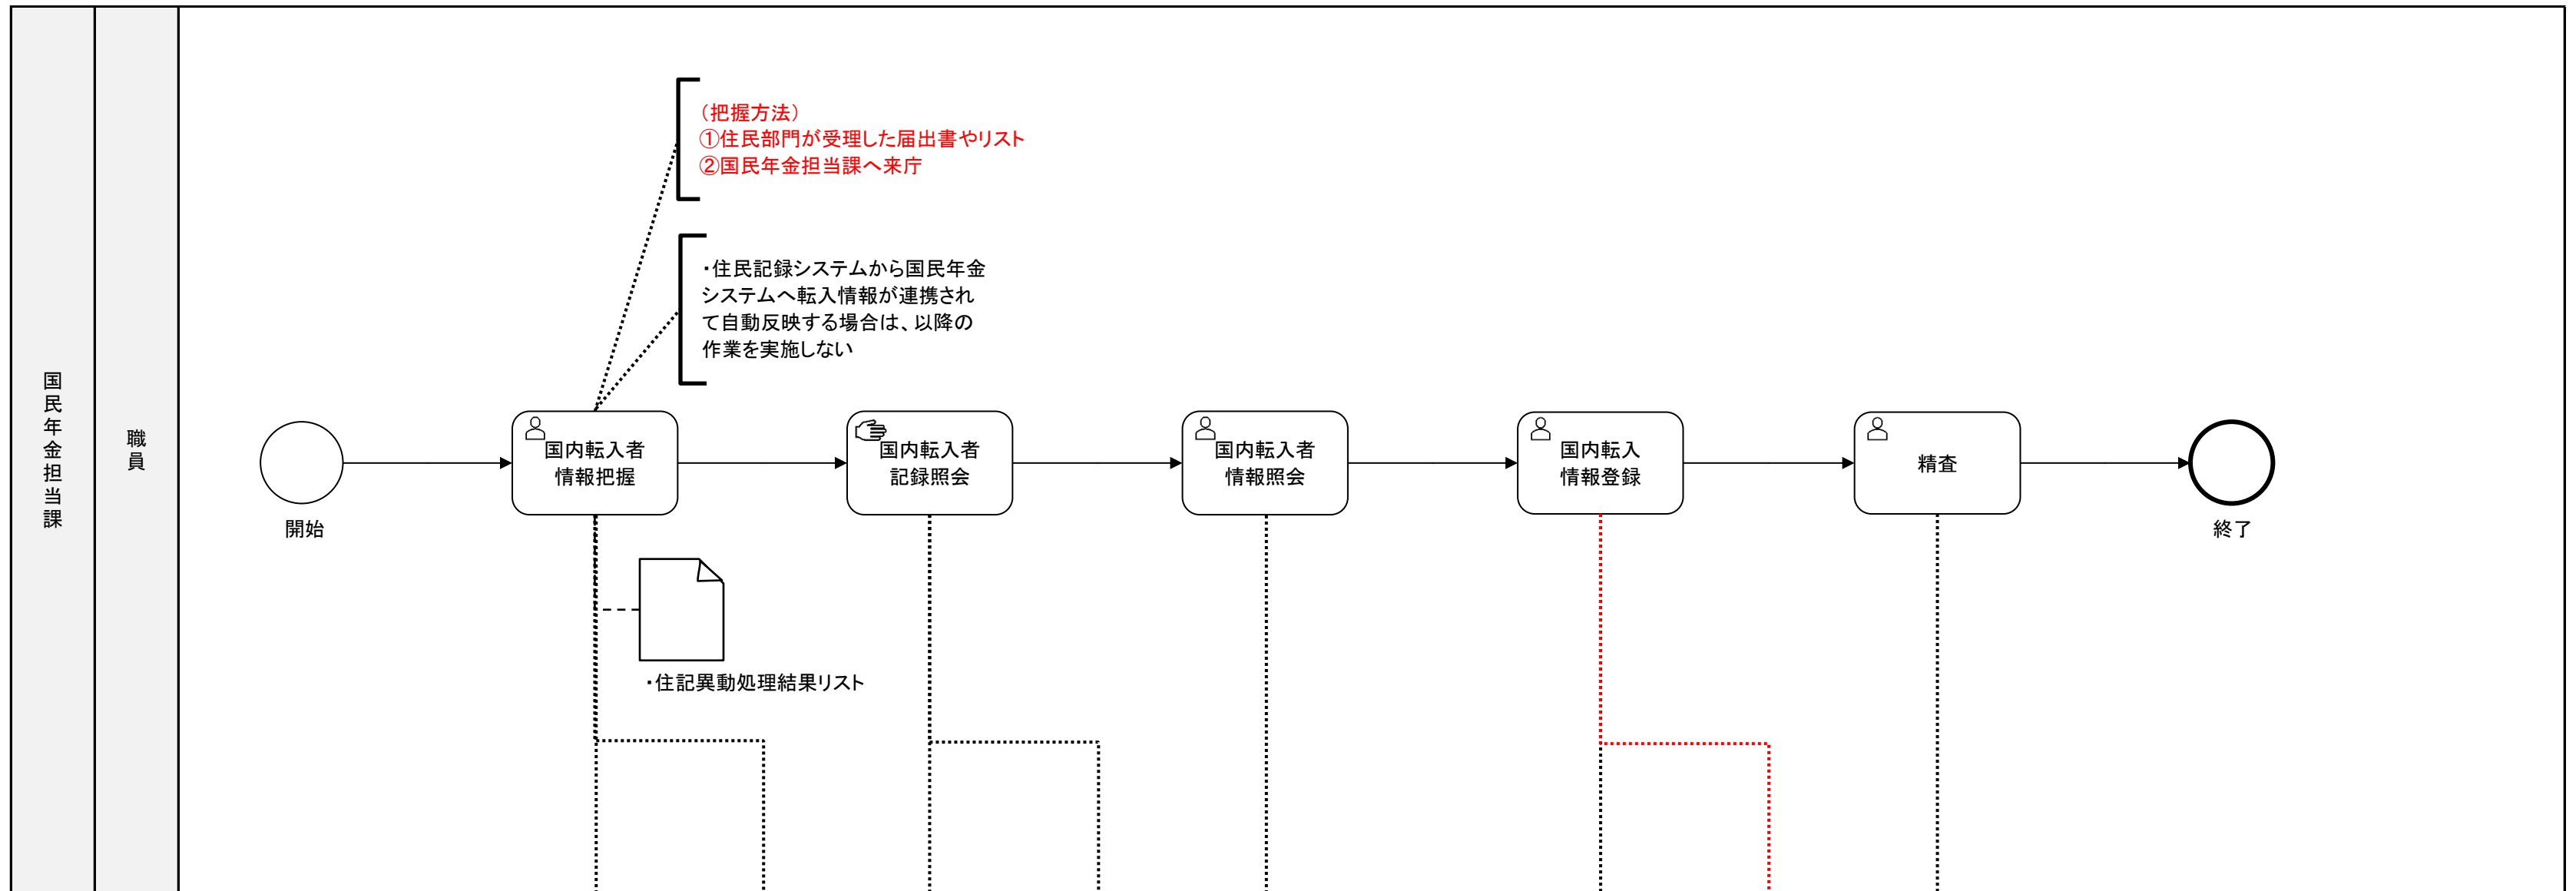 国民年金担当課
職員
（把握方法）
①住民部門が受理した届出書やリスト
②国民年金担当課へ来庁
・住民記録システムから国民年金
システムへ転入情報が連携され
て自動反映する場合は、以降の
作業を実施しない
開始
国内転入者
情報把握
国内転入者
記録照会
国内転入者
情報照会
国内転入
情報登録
精査
終了
・住記異動処理結果リスト